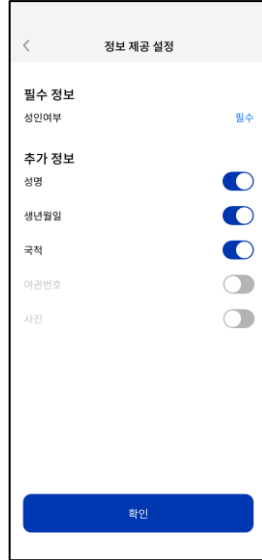 정보 제공 설정
필수 정보
성인여부 필수
추가 정보
성명
생년월일
국적
여권번호
사진
확인